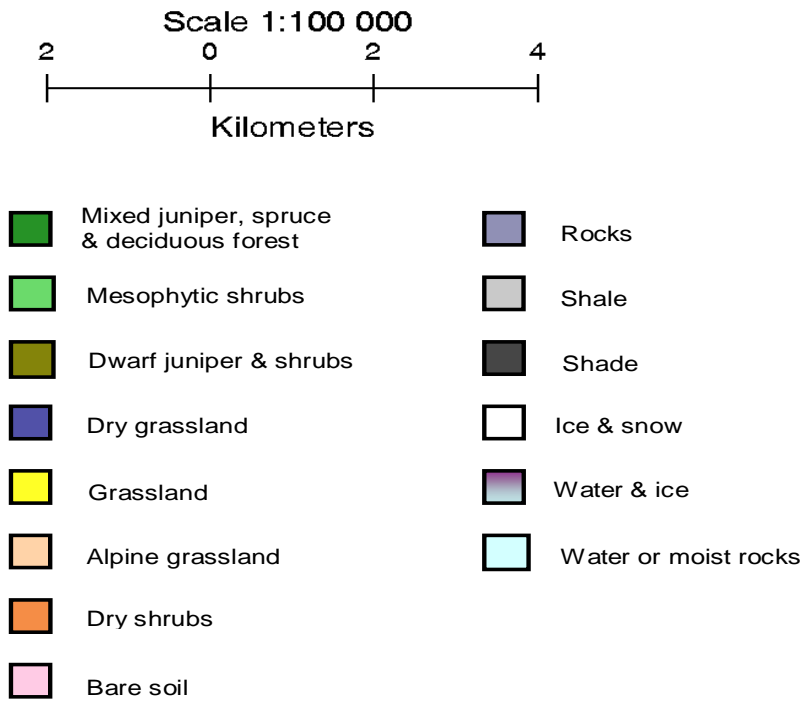 Scale 1:100 000
2 0 2 4
Kilometers
Mixed juniper, spruce
& deciduous forest
Mesophytic shrubs
Dwarf juniper & shrubs
Dry grassland
Grassland
Alpine grassland
Dry shrubs
Bare soil
Rocks
Shale
Shade
Ice & snow
Water & ice
Water or moist rocks